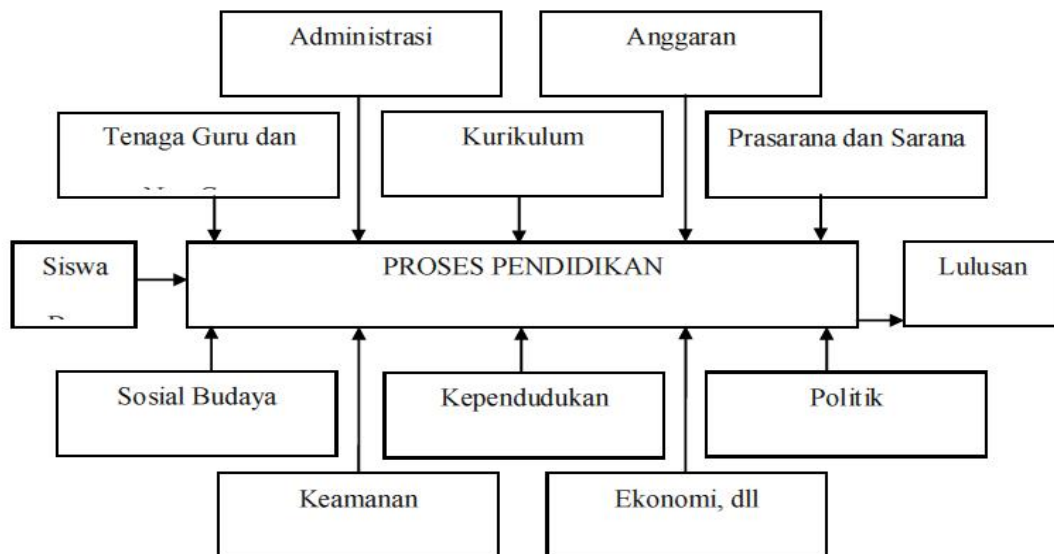 Administrasi
Anggaran
Tenaga Guru dan
Kurikulum
Prasarana dan Sarana
Siswa
PROSES PENDIDIKAN
Lulusan
Sosial Budaya
Kependudukan
Politik
Keamanan
Ekonomi, dll